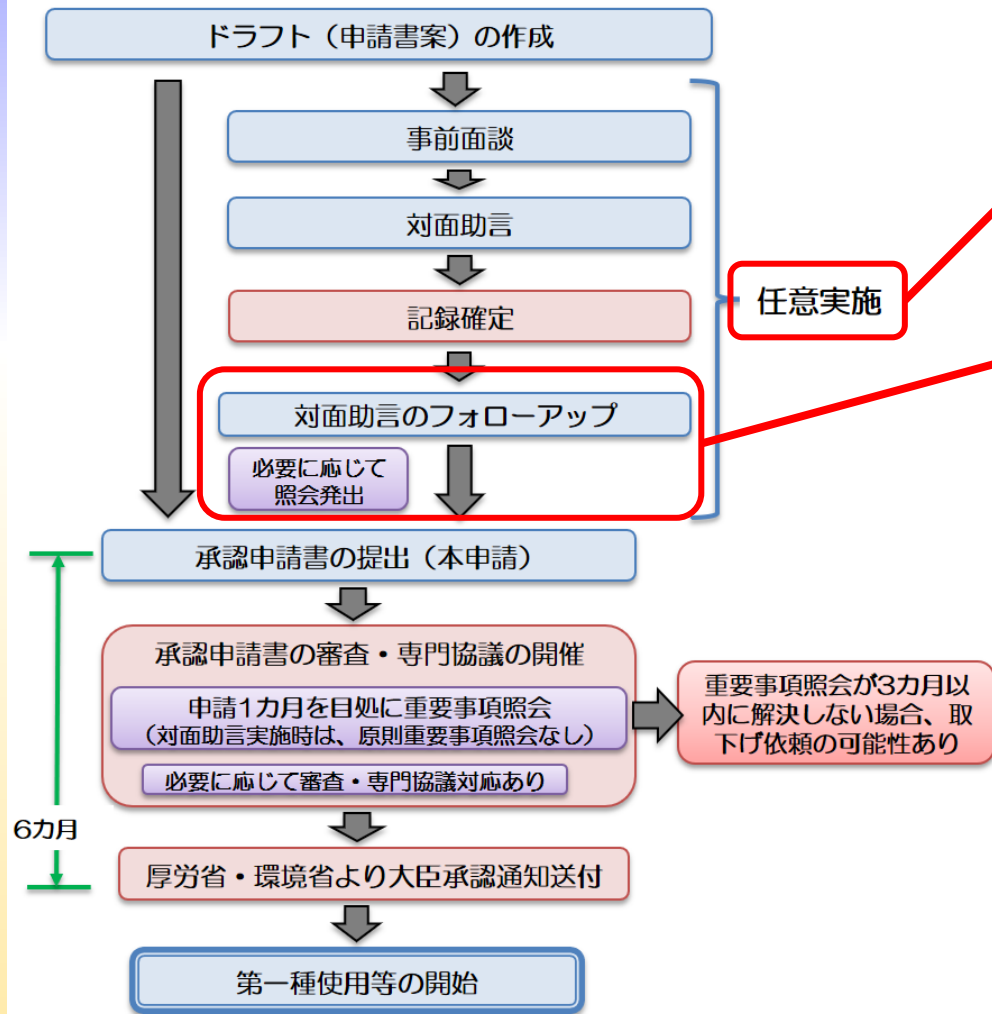 ドラフト（申請書案）の作成
事前面談
対面助言
記録確定
任意実施
対面助言のフォローアップ
必要に応じて
照会発出
承認申請書の提出（本申請）
承認申請書の審査・専門協議の開催
申請1カ月を目処に重要事項照会
（対面助言実施時は、原則重要事項照会なし）
必要に応じて審査・専門協議対応あり
重要事項照会が3カ月以
内に解決しない場合、取
下げ依頼の可能性あり
6カ月
厚労省・環境省より大臣承認通知送付
第一種使用等の開始